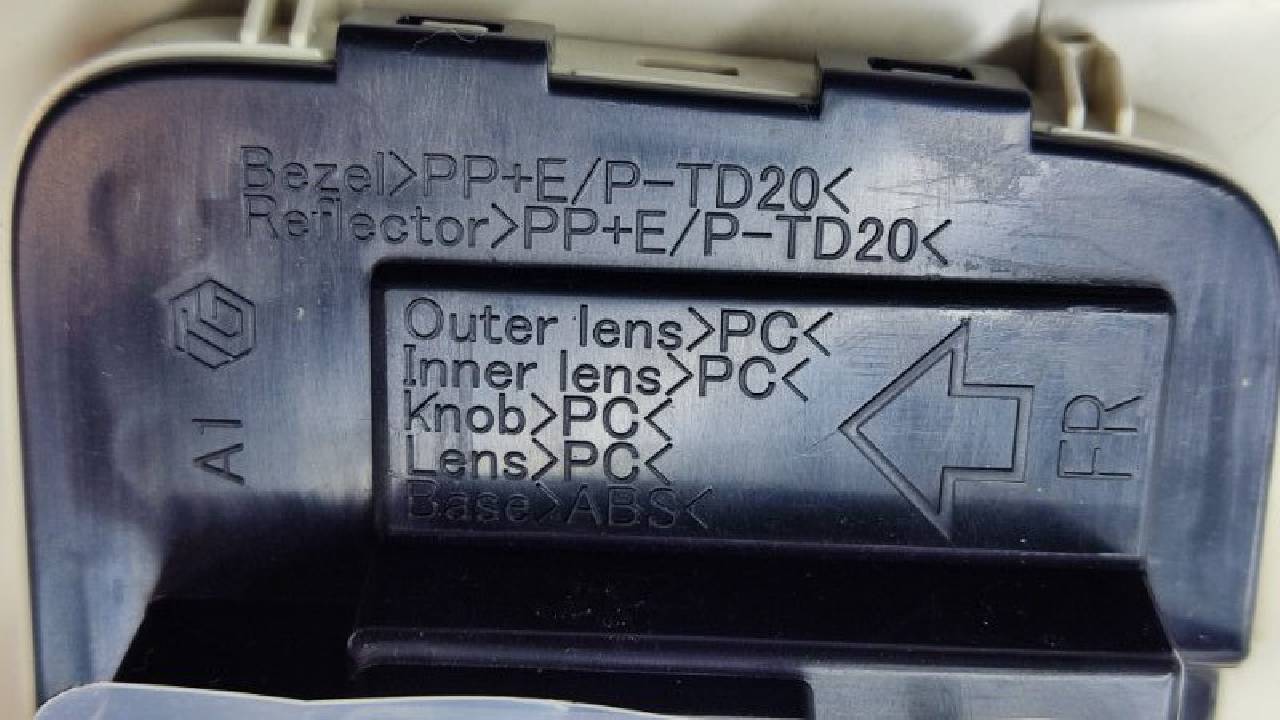 Bezel>PP+E/P-TD20<
Reflector>PP+E/P-TD20<
Outer lens>PC<
Inner lens>PC<
Knob>PC<
Lens>PC<
Base>ABS<
FR
A1